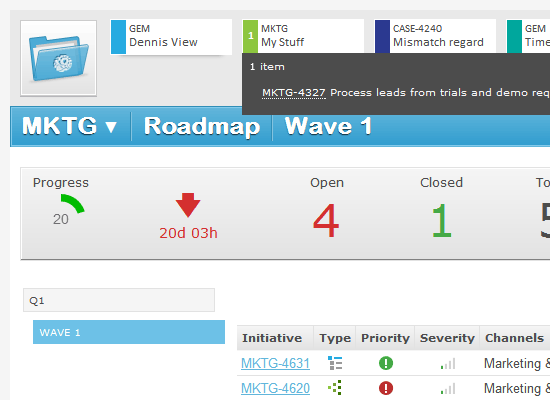 GEM
Dennis View
1
MKTG
My Stuff
CASE-4240
Mismatch regard
GEM
Time
1 item
MKTG-4327 Process leads from trials and demo req
MKTG ▾ Roadmap Wave 1
Progress
20
20d 03h
Open
4
Closed
1
To
5
Q1
WAVE 1
Initiative Type Priority Severity Channels
MKTG-4631 Marketing &
MKTG-4620 Marketing &